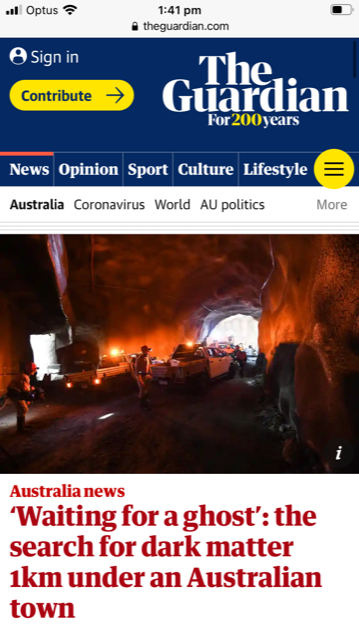 Optus 1:41 pm
theguardian.com
Sign in
Contribute
The
Guardian
For 200 years
News Opinion Sport Culture Lifestyle
Australia Coronavirus World AU politics More
i
Australia news
‘Waiting for a ghost’: the
search for dark matter
1km under an Australian
town